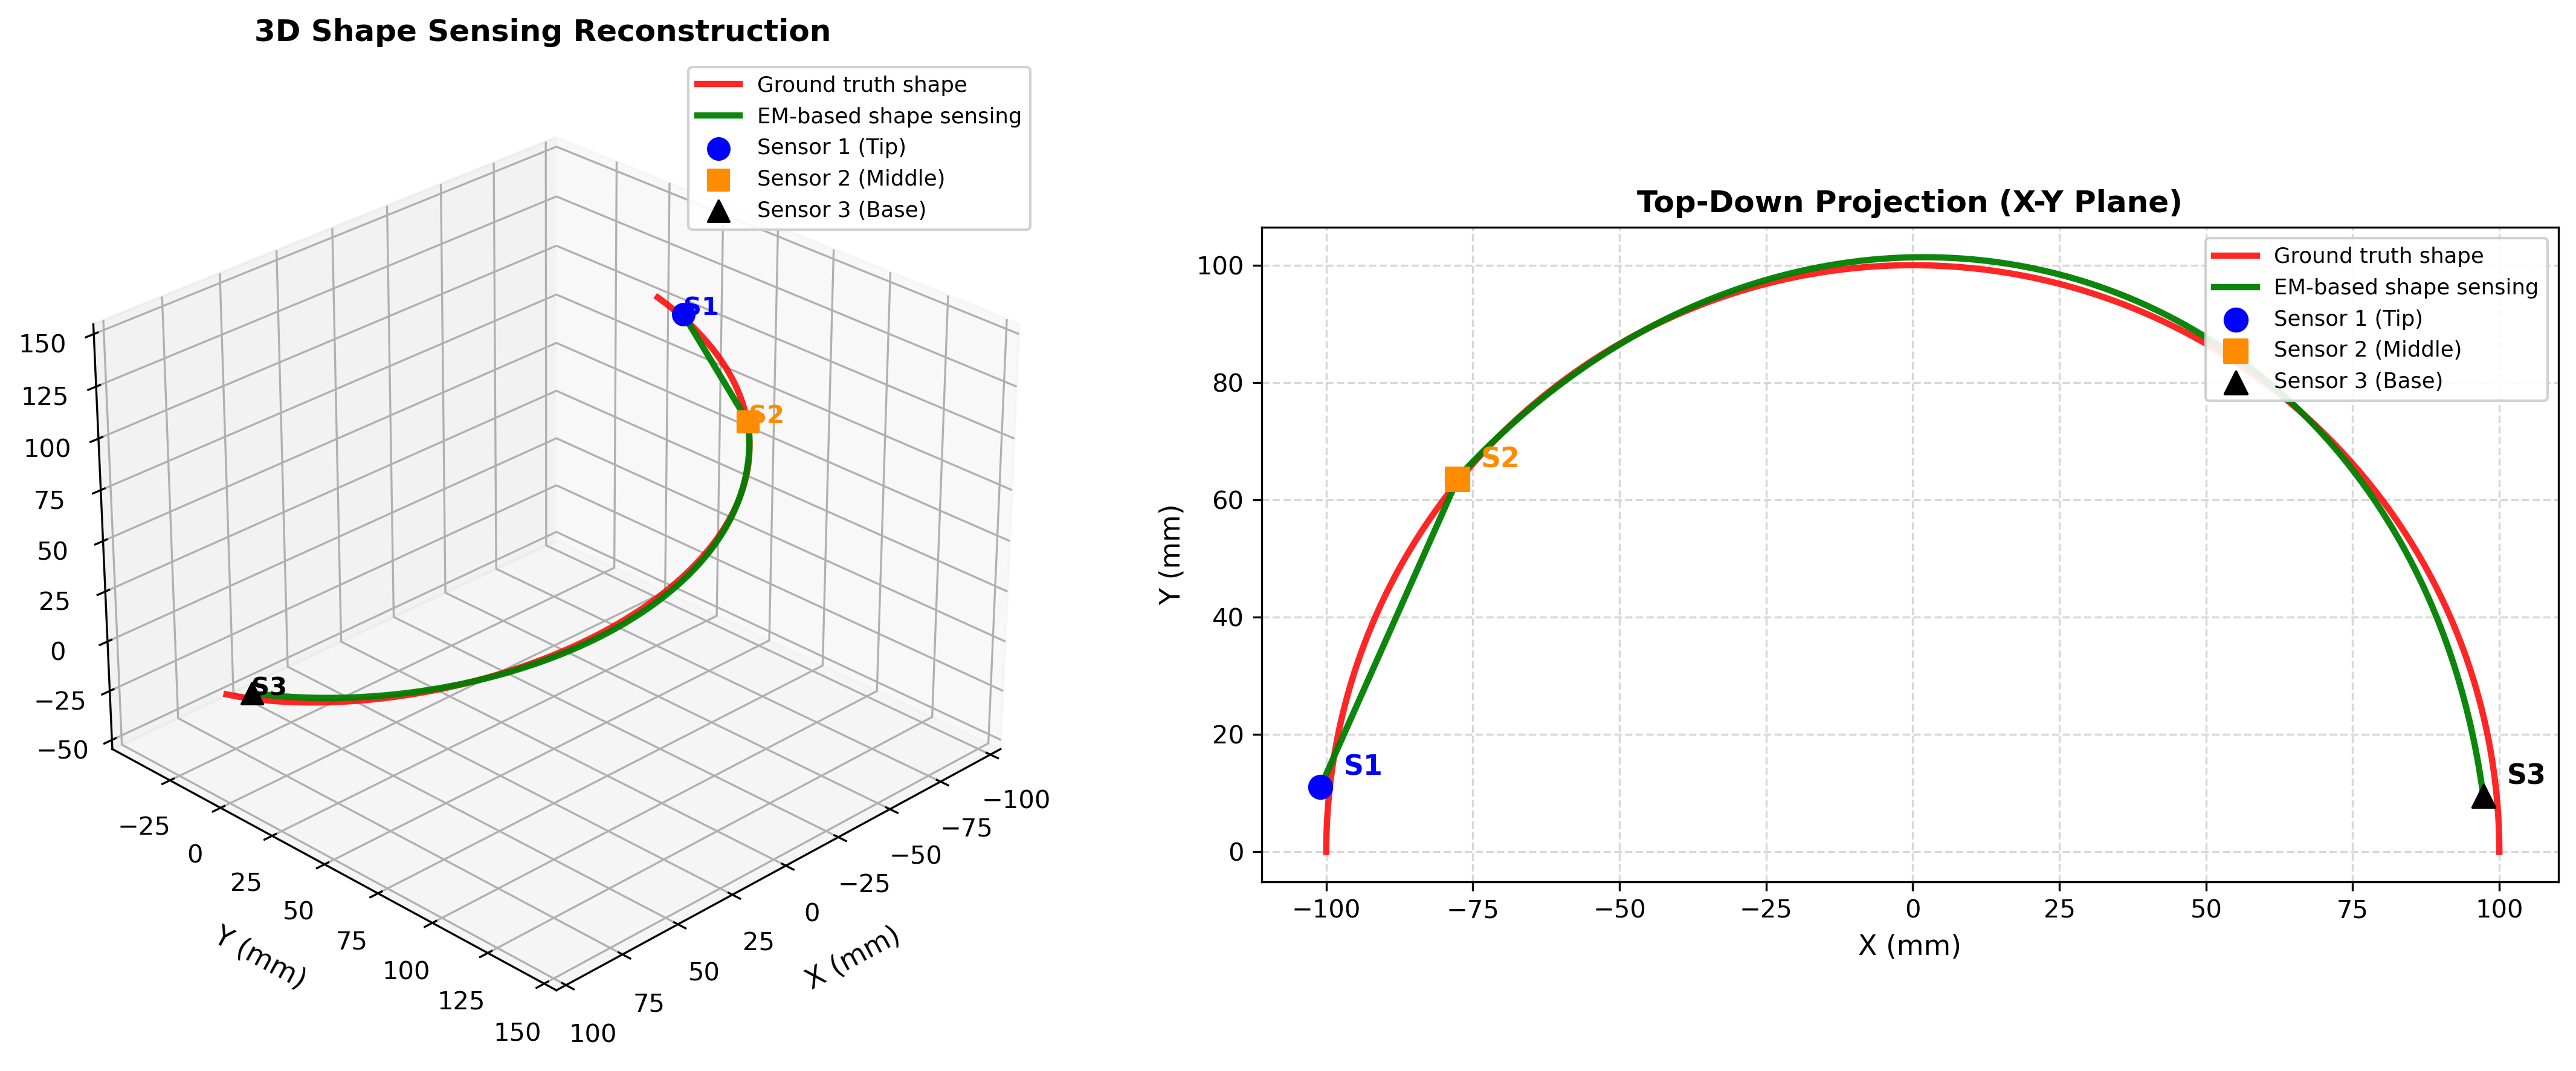 3D Shape Sensing Reconstruction
Ground truth shape
EM-based shape sensing
Sensor 1 (Tip)
Sensor 2 (Middle)
Sensor 3 (Base)
S1
S2
S3
150
125
100
75
50
25
0
−25
−50
−25
0
25
50
75
100
125
150
Y (mm)
−100
−75
−50
−25
0
25
50
75
100
X (mm)
Top-Down Projection (X-Y Plane)
Ground truth shape
EM-based shape sensing
Sensor 1 (Tip)
Sensor 2 (Middle)
Sensor 3 (Base)
S2
S1
S3
100
80
60
40
20
0
Y (mm)
−100 −75 −50 −25 0 25 50 75 100
X (mm)